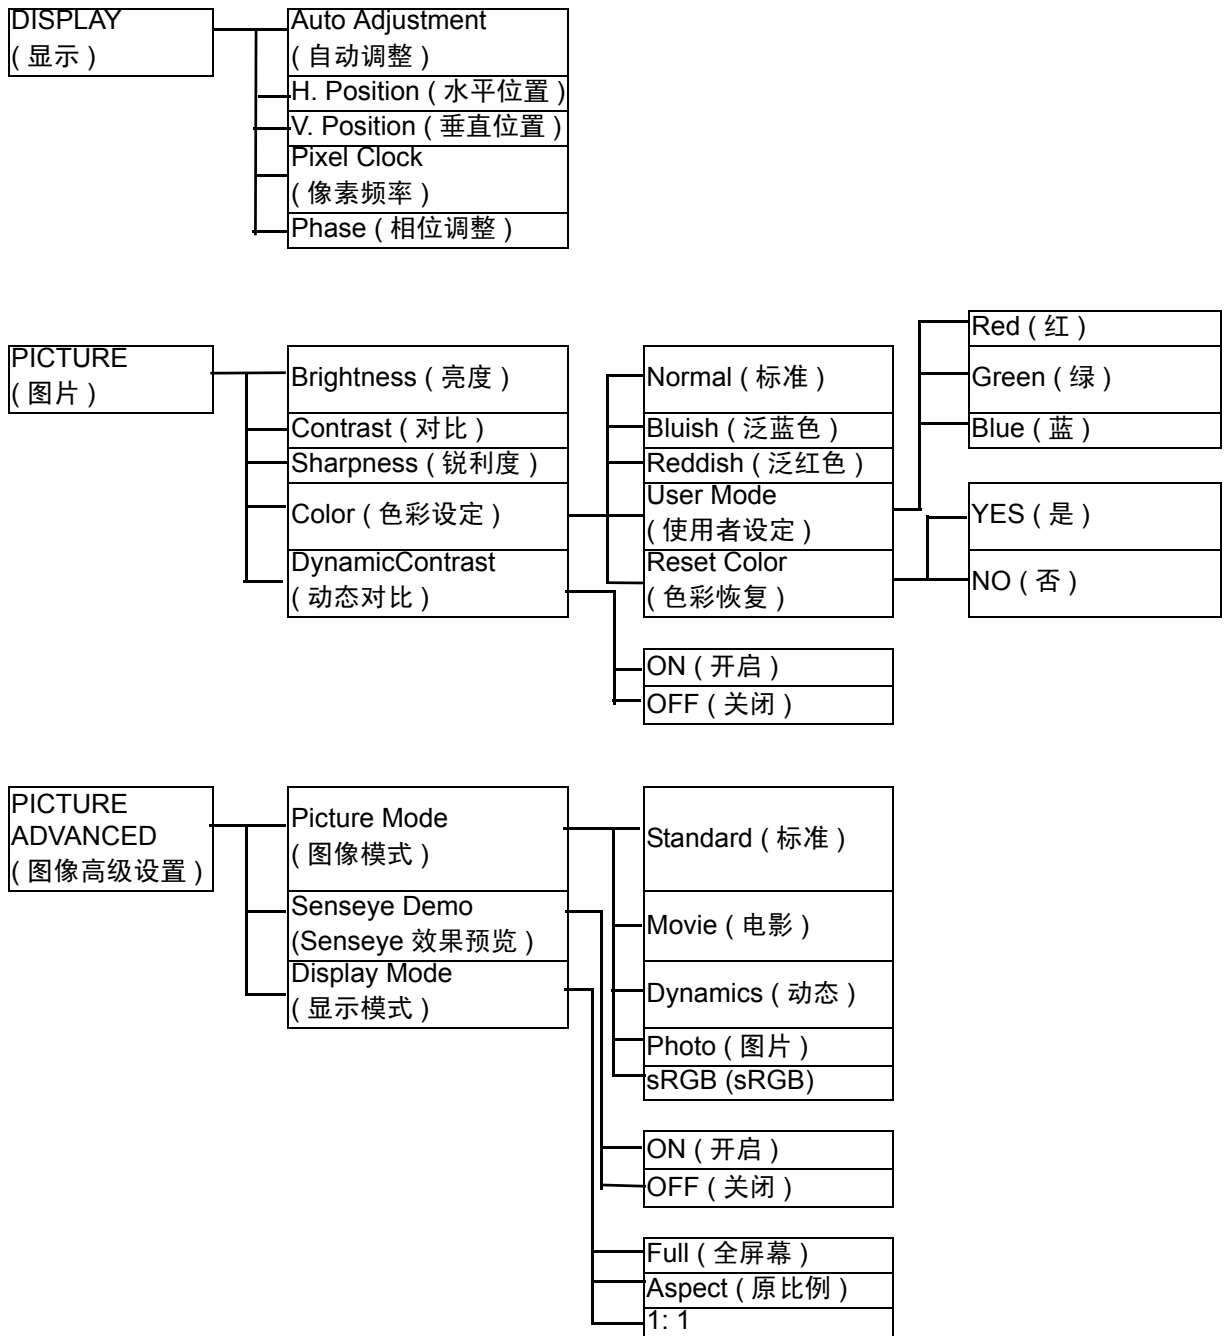 DISPLAY
( 显示 )
Auto Adjustment
( 自动调整 )
H. Position ( 水平位置 )
V. Position ( 垂直位置 )
Pixel Clock
( 像素频率 )
Phase ( 相位调整 )
PICTURE
( 图片 )
Brightness ( 亮度 )
Contrast ( 对比 )
Sharpness ( 锐利度 )
Color ( 色彩设定 )
DynamicContrast
( 动态对比 )
Normal ( 标准 )
Bluish ( 泛蓝色 )
Reddish ( 泛红色 )
User Mode
( 使用者设定 )
Reset Color
( 色彩恢复 )
Red ( 红 )
Green ( 绿 )
Blue ( 蓝 )
YES ( 是 )
NO ( 否 )
ON ( 开启 )
OFF ( 关闭 )
PICTURE
ADVANCED
( 图像高级设置 )
Picture Mode
( 图像模式 )
Senseye Demo
(Senseye 效果预览 )
Display Mode
( 显示模式 )
Standard ( 标准 )
Movie ( 电影 )
Dynamics ( 动态 )
Photo ( 图片 )
sRGB (sRGB)
ON ( 开启 )
OFF ( 关闭 )
Full ( 全屏幕 )
Aspect ( 原比例 )
1: 1